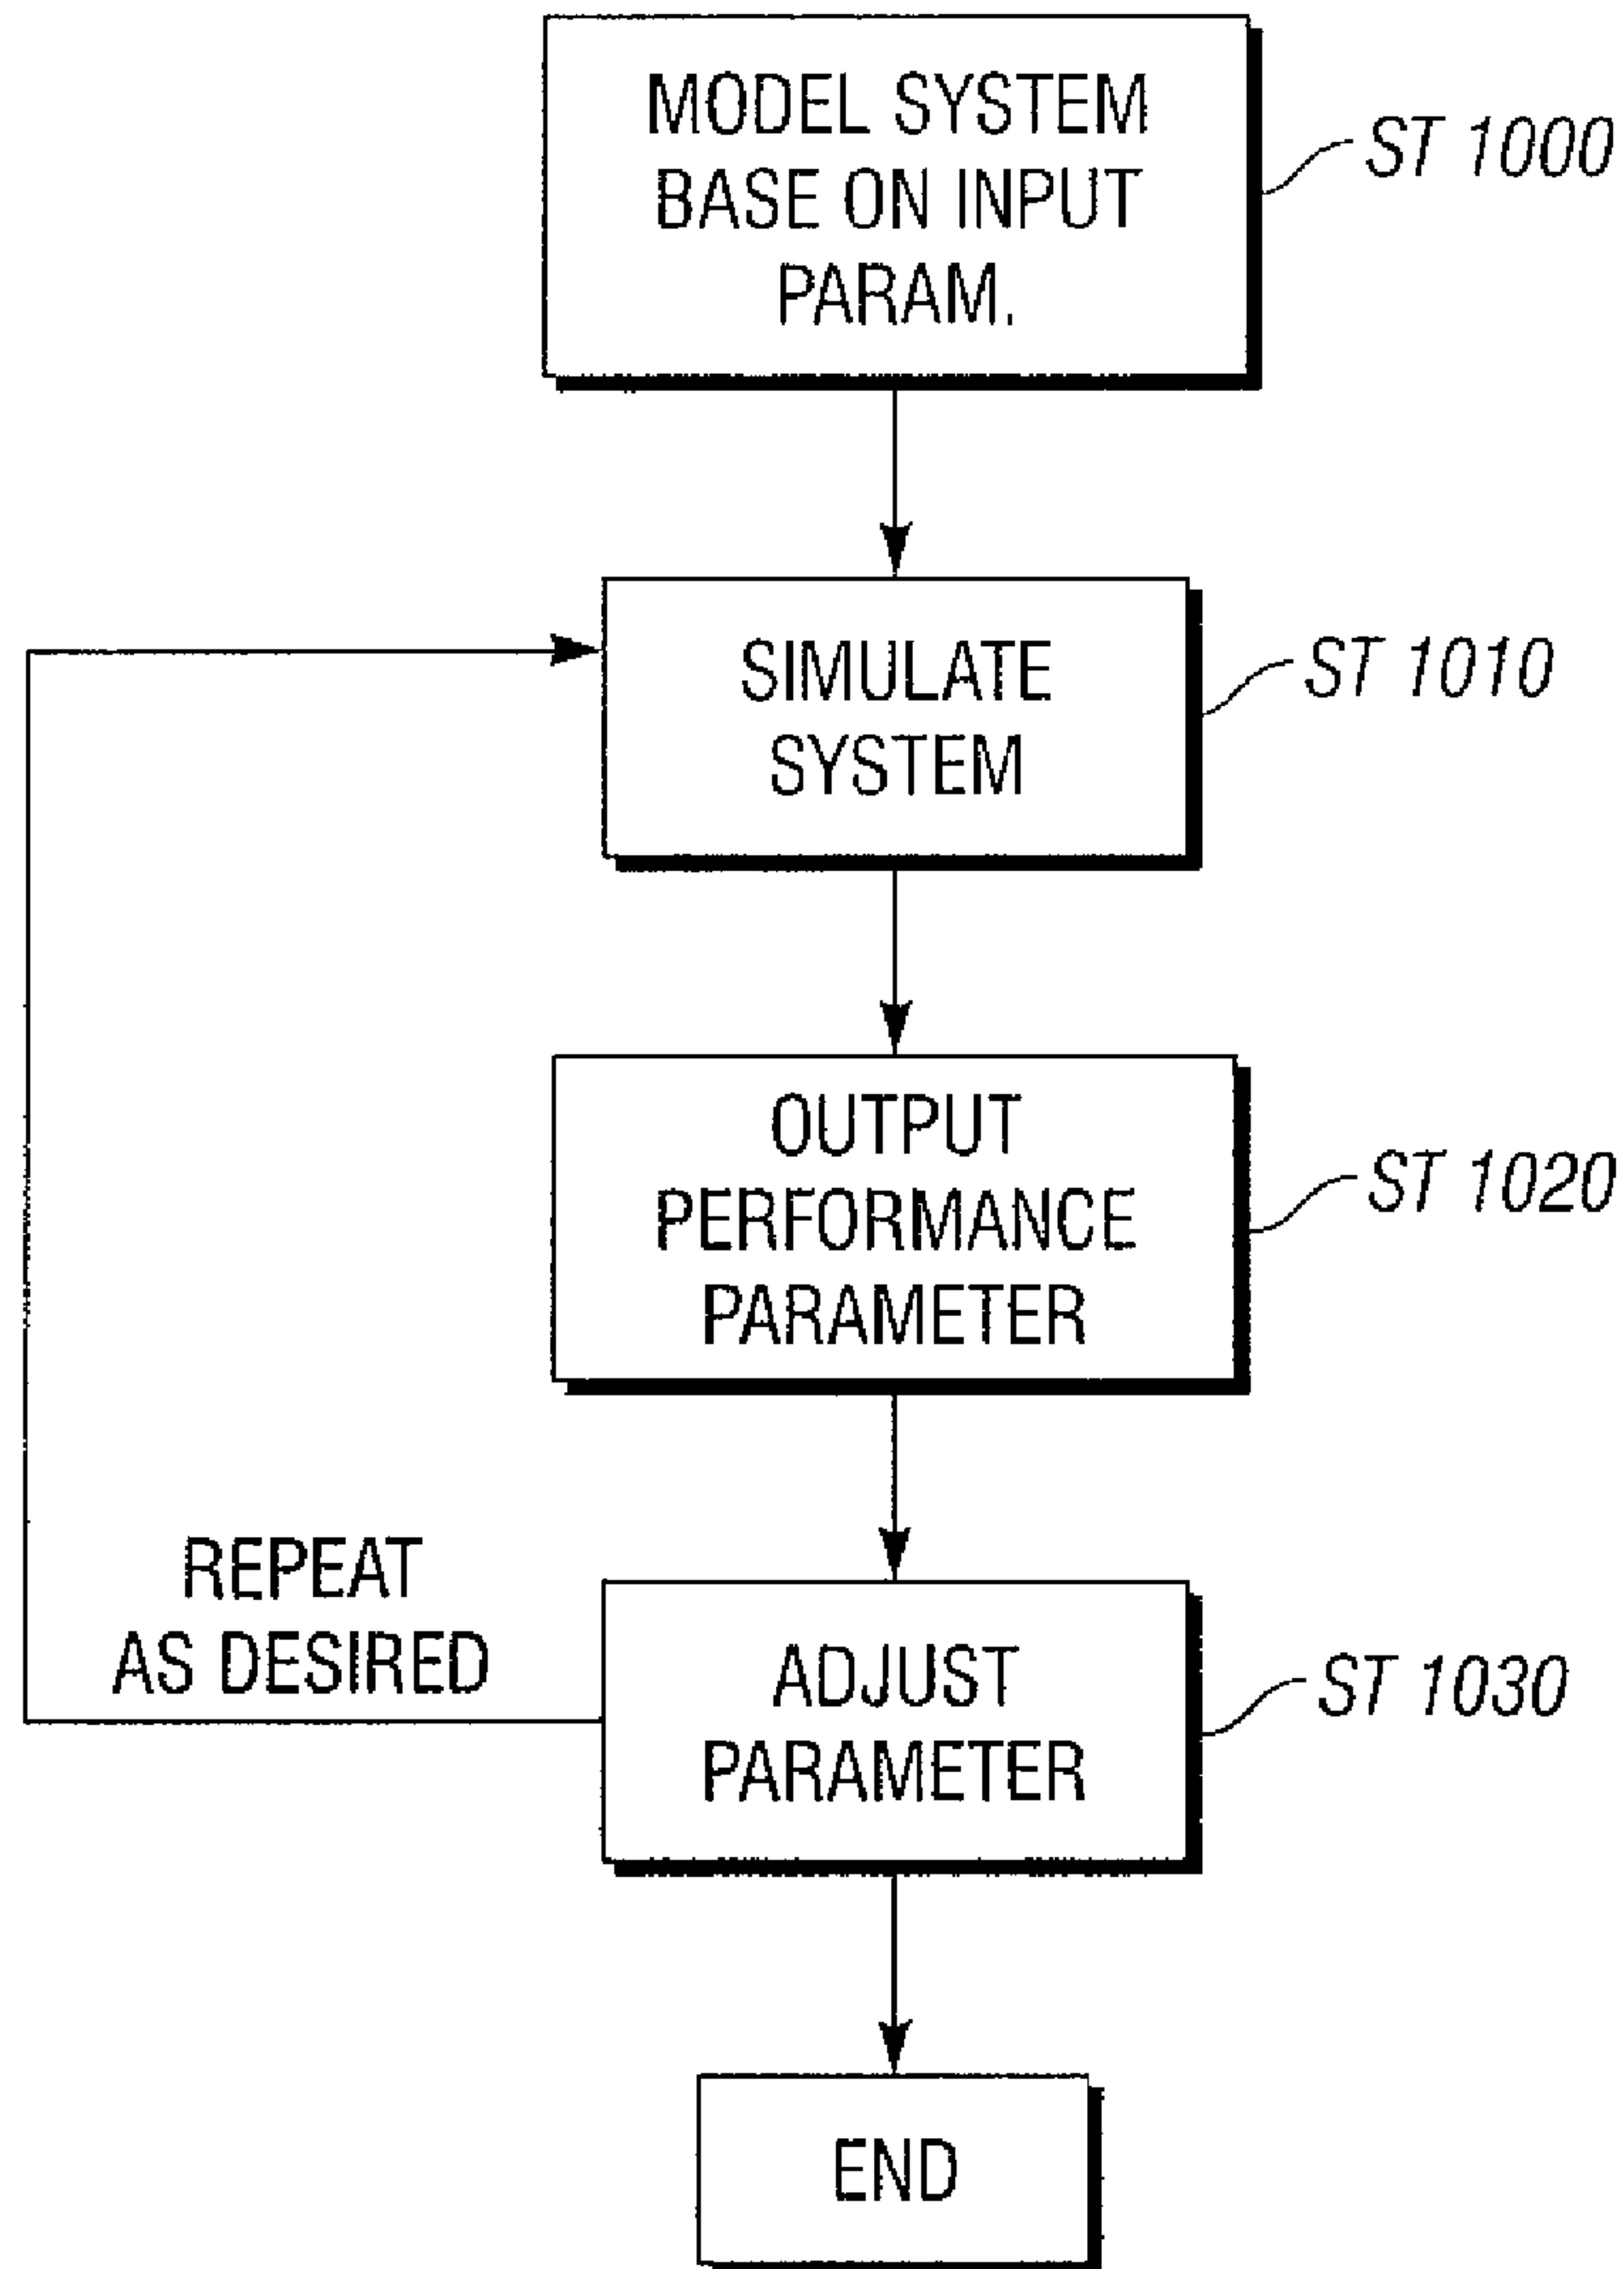 MODEL SYSTEM
BASE ON INPUT
PARAM.
ST 1000
SIMULATE
SYSTEM
ST 1010
OUTPUT
PERFORMANCE
PARAMETER
ST 1020
REPEAT
AS DESIRED
ADJUST
PARAMETER
ST 1030
END